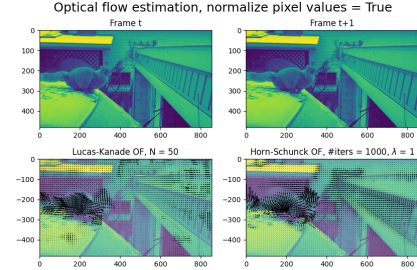 Optical flow estimation, normalize pixel values = True
Frame t
Frame t+1
0
100
200
300
400
0 200 400 600 800
0
100
200
300
400
0 200 400 600 800
Lucas-Kanade OF, N = 50
Horn-Schunck OF, #iters = 1000, λ = 1
0
−100
−200
−300
−400
0 200 400 600 800
0
−100
−200
−300
−400
0 200 400 600 800